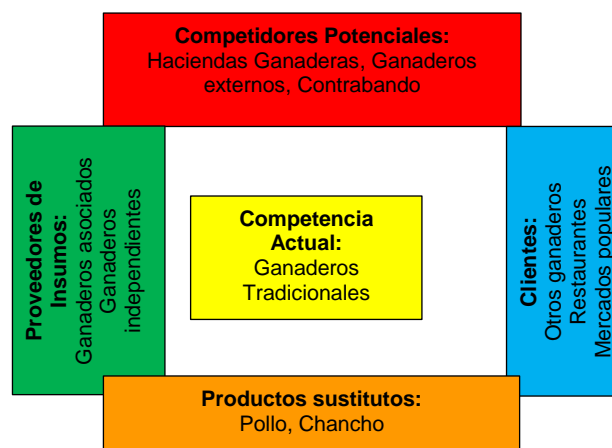 Competidores Potenciales:
Haciendas Ganaderas, Ganaderos
externos, Contrabando
Proveedores de
Insumos:
Ganaderos asociados
Ganaderos
independientes
Competencia
Actual:
Ganaderos
Tradicionales
Clientes:
Otros ganaderos
Restaurantes
Mercados populares
Productos sustitutos:
Pollo, Chancho